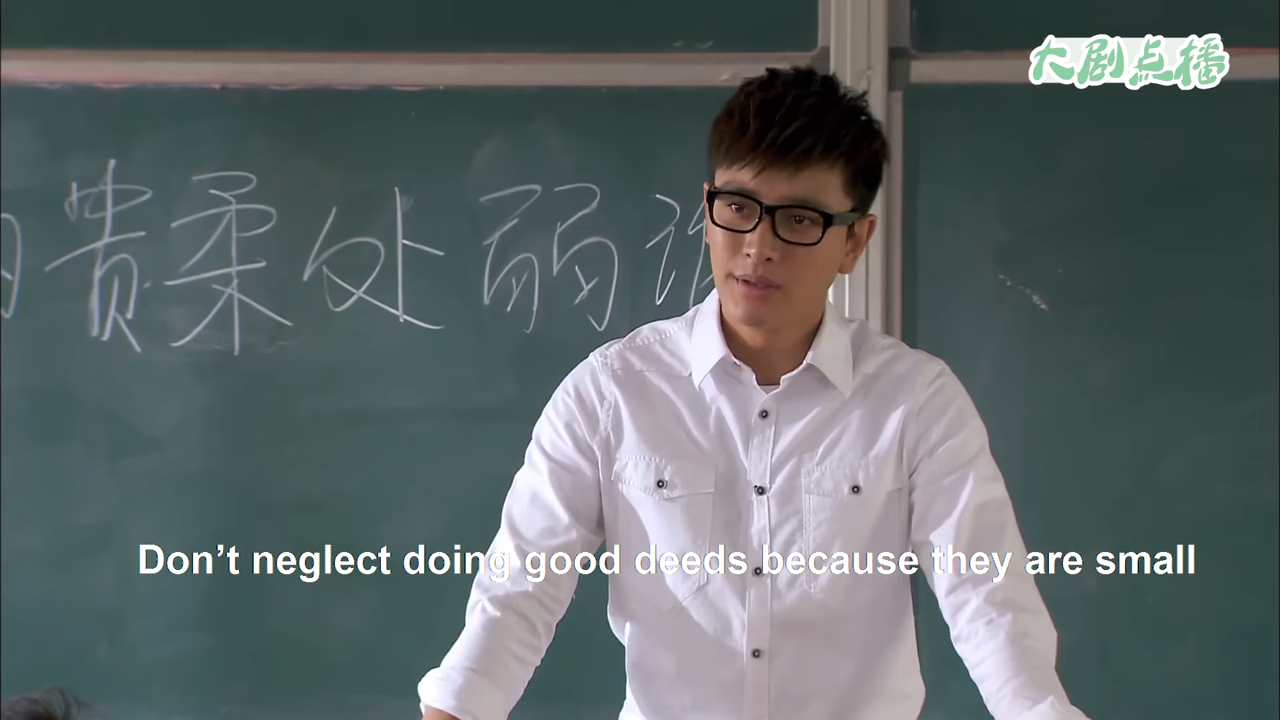 大剧点播
贵柔处弱
Don't neglect doing good deeds because they are small